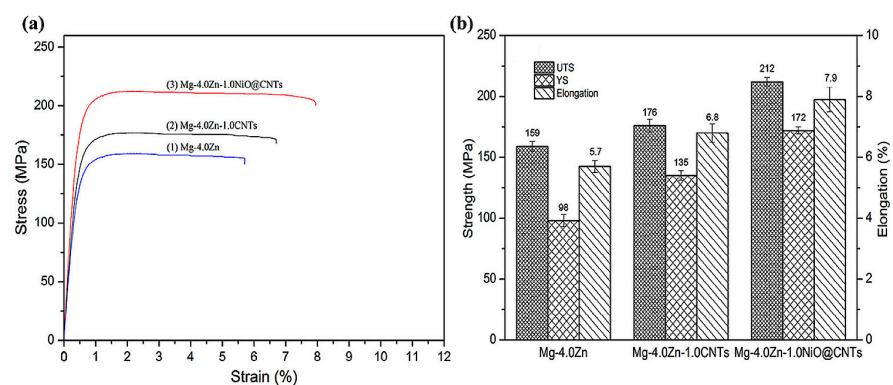 (a)
250
200
150
100
50
0
Stress (MPa)
(3) Mg-4.0Zn-1.0NiO@CNTs
(2) Mg-4.0Zn-1.0CNTs
(1) Mg-4.0Zn
0 1 2 3 4 5 6 7 8 9 10 11 12
Strain (%)
(b)
250
200
150
100
50
0
Strength (MPa)
UTS
YS
Elongation
159
98
5.7
176
135
6.8
212
172
7.9
10
8
6
4
2
0
Elongation (%)
Mg-4.0Zn Mg-4.0Zn-1.0CNTs Mg-4.0Zn-1.0NiO@CNTs